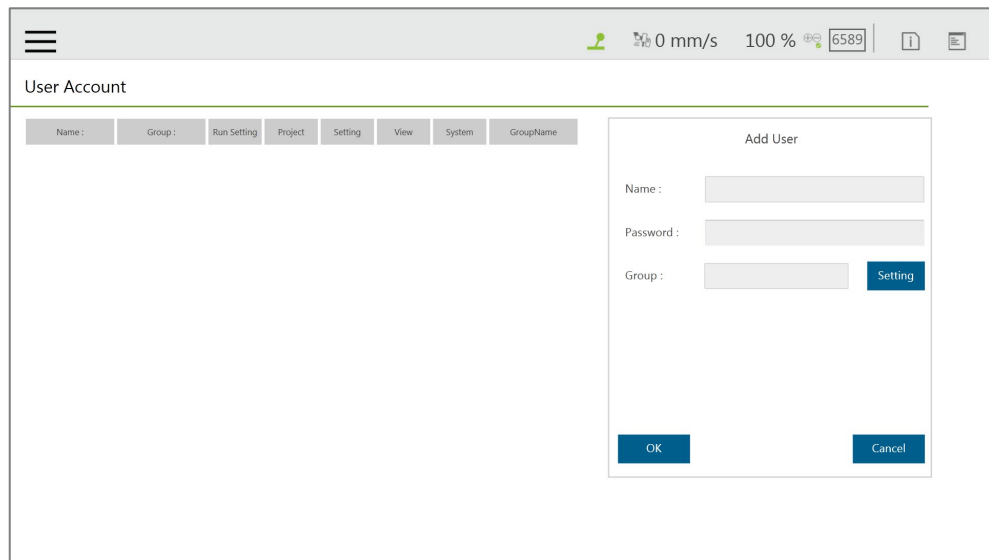 0 mm/s 100 % 6589
User Account
Name : Group : Run Setting Project Setting View System GroupName
Add User
Name :
Password :
Group : Setting
OK Cancel